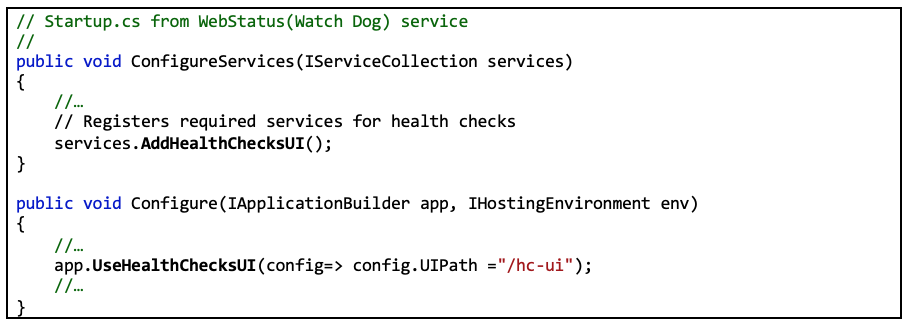 // Startup.cs from WebStatus(Watch Dog) service
//
public void ConfigureServices(IServiceCollection services)
{
    //…
    // Registers required services for health checks
    services.AddHealthChecksUI();
}

public void Configure(IApplicationBuilder app, IHostingEnvironment env)
{
    //…
    app.UseHealthChecksUI(config=> config.UIPath ="/hc-ui");
    //…
}